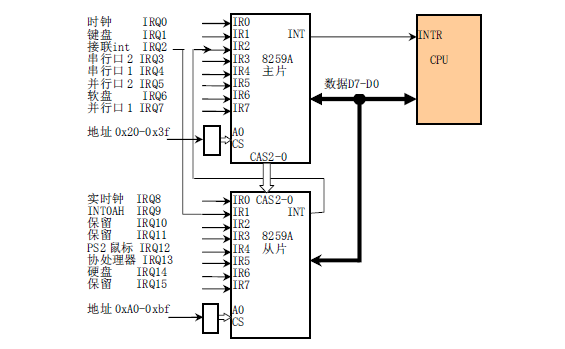 时钟 IRQ0 IR0
键盘 IRQ1 IR1 INT INTR
接联int IRQ2 IR2
串行口2 IRQ3 IR3 8259A CPU
串行口1 IRQ4 IR4 主片
并行口2 IRQ5 IR5 数据D7-D0
软盘 IRQ6 IR6
并行口1 IRQ7 IR7
地址 0x20-0x3f A0
CS
CAS2-0
实时钟 IRQ8 IR0 CAS2-0
INT0AH IRQ9 IR1 INT
保留 IRQ10 IR2
保留 IRQ11 IR3 8259A
PS2鼠标 IRQ12 IR4 从片
协处理器 IRQ13 IR5
硬盘 IRQ14 IR6
保留 IRQ15 IR7
地址 0xA0-0xbf A0
CS